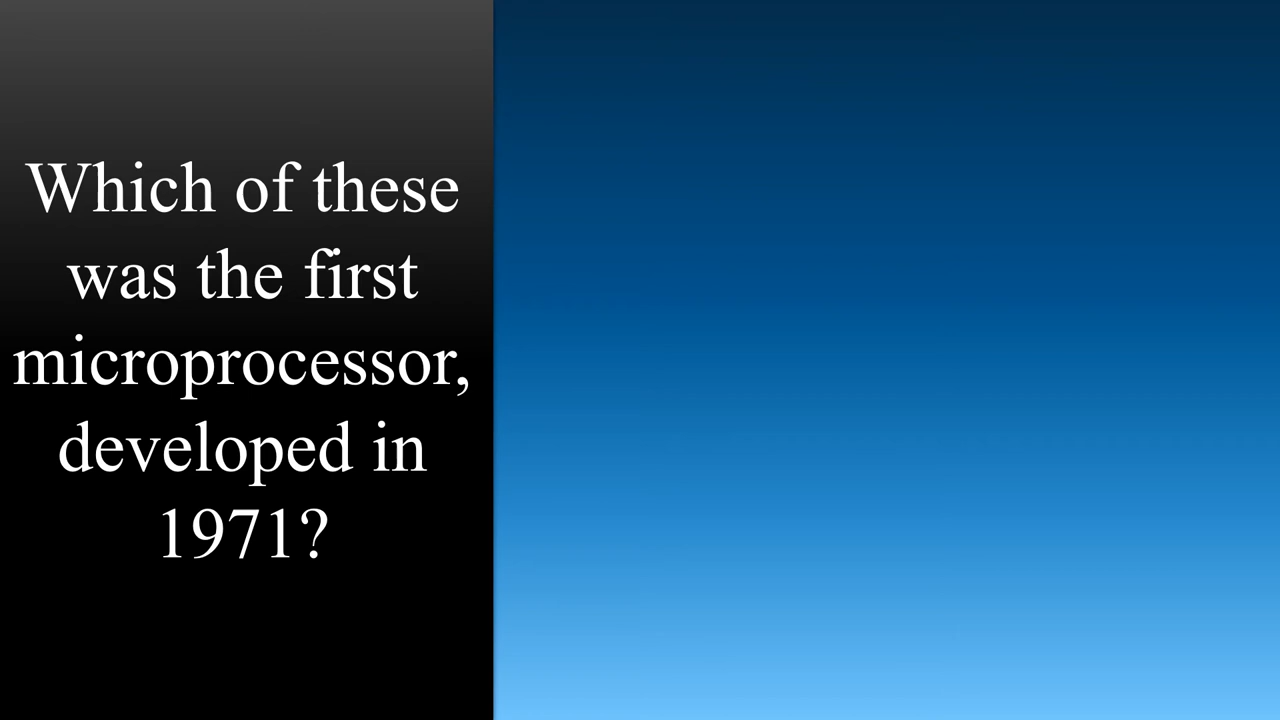 Which of these
was the first
microprocessor,
developed in
1971?